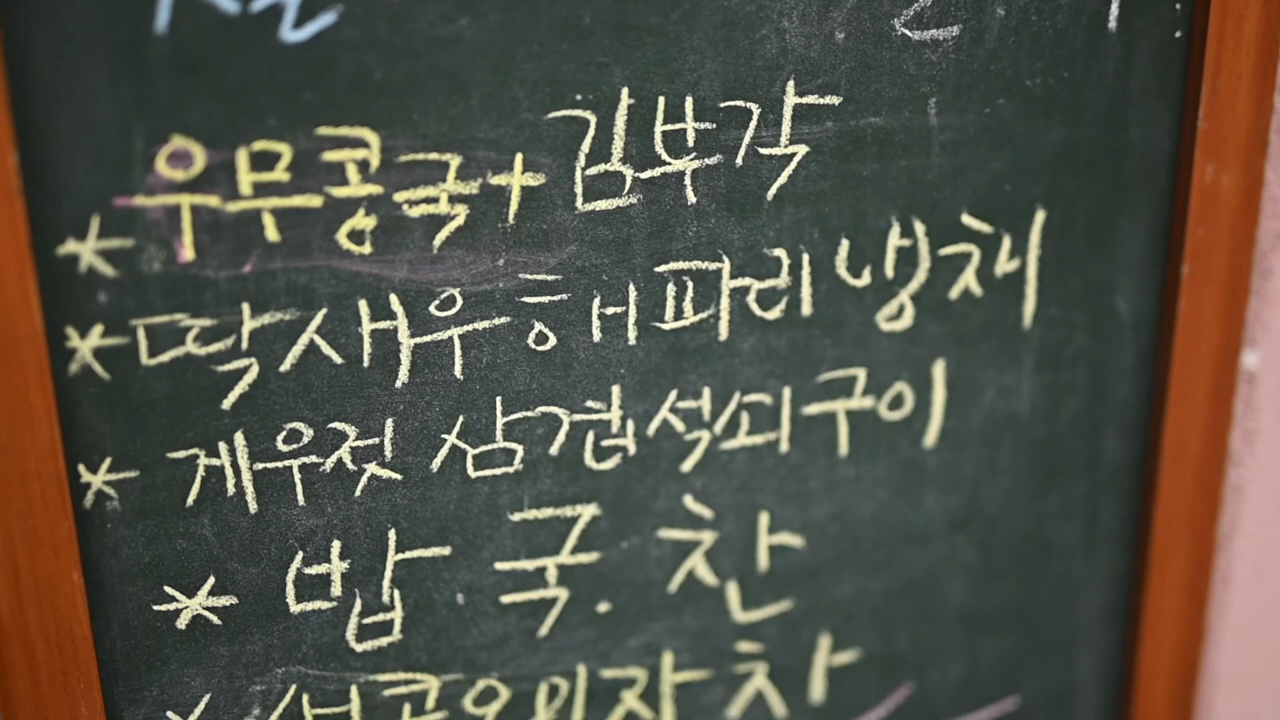 * 우무콩국+김부각
* 딱새우 해파리냉채
* 게우젓 삼겹석쇠구이
* 밥. 국. 찬